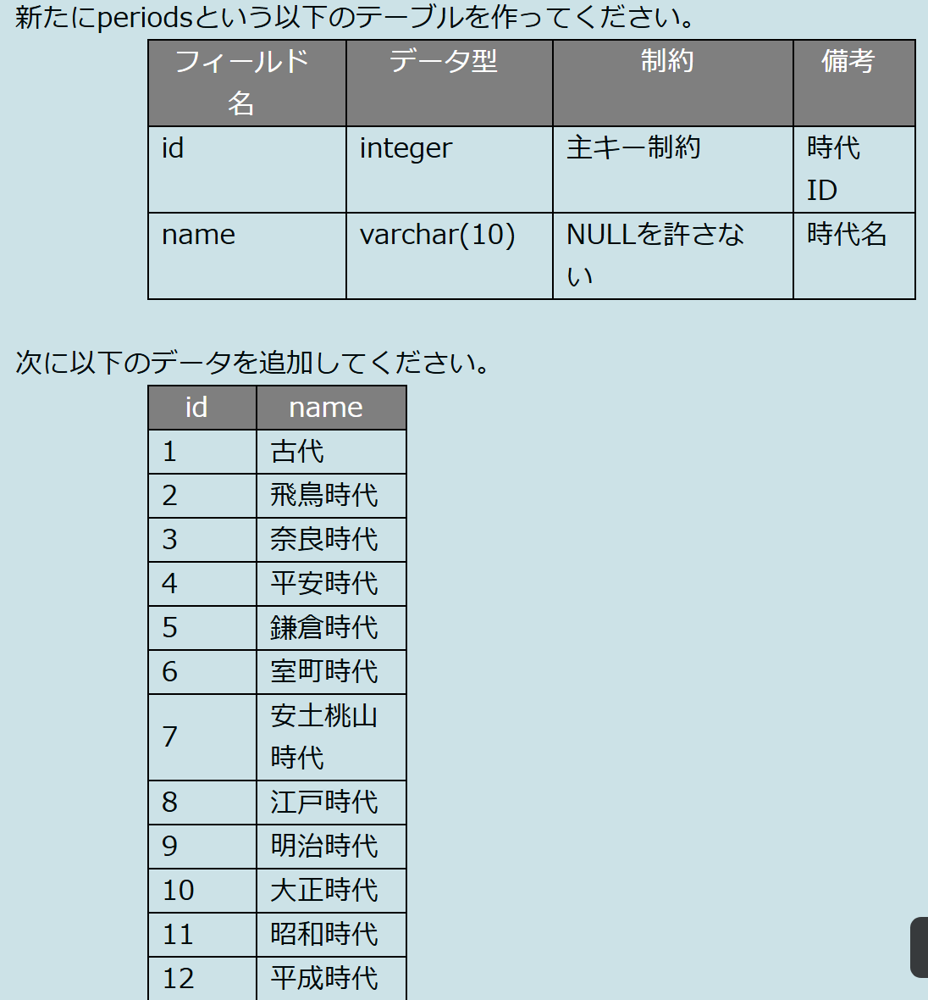 新たにperiodsという以下のテーブルを作ってください。
フィールド名 データ型 制約 備考
id integer 主キー制約 時代ID
name varchar(10) NULLを許さない 時代名
次に以下のデータを追加してください。
id name
1 古代
2 飛鳥時代
3 奈良時代
4 平安時代
5 鎌倉時代
6 室町時代
7 安土桃山時代
8 江戸時代
9 明治時代
10 大正時代
11 昭和時代
12 平成時代